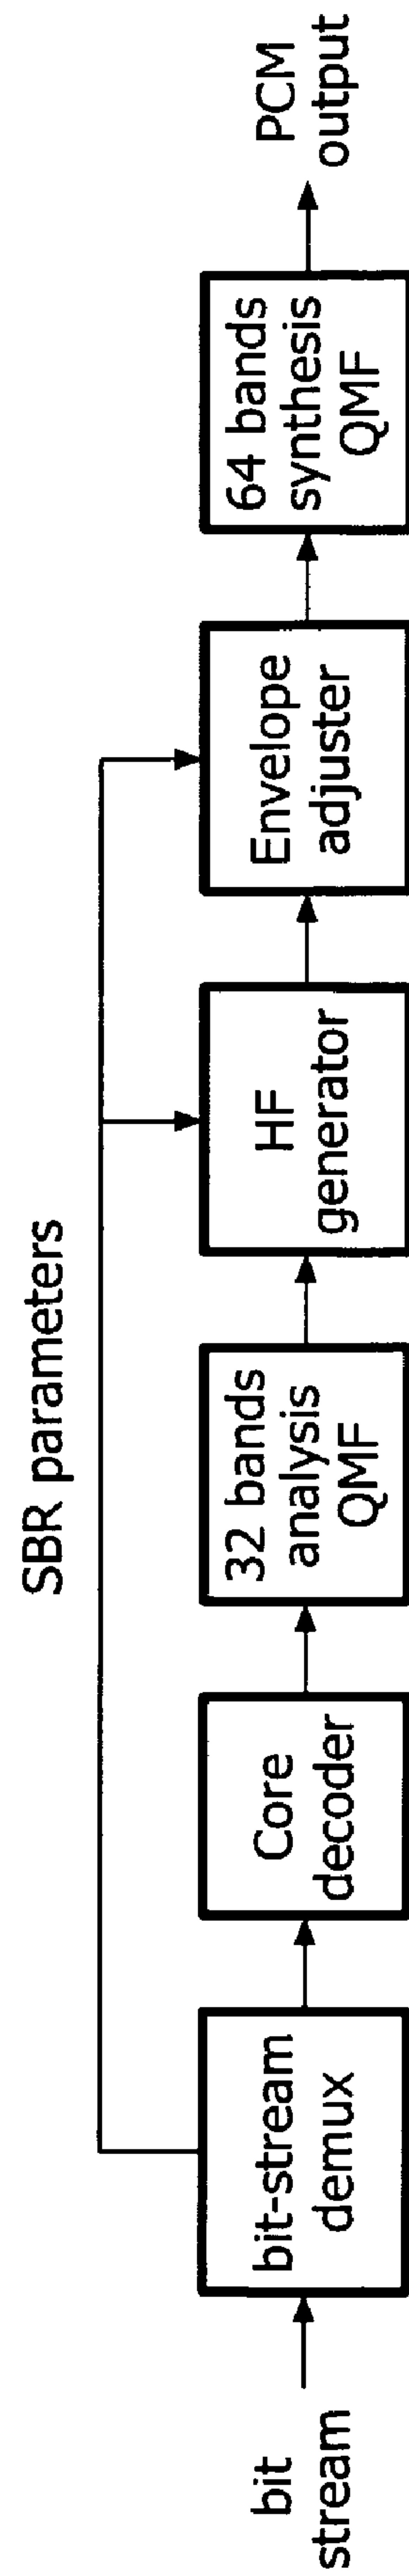 SBR parameters
bit
stream
bit-stream
demux
Core
decoder
32 bands
analysis
QMF
HF
generator
Envelope
adjuster
64 bands
synthesis
QMF
PCM
output